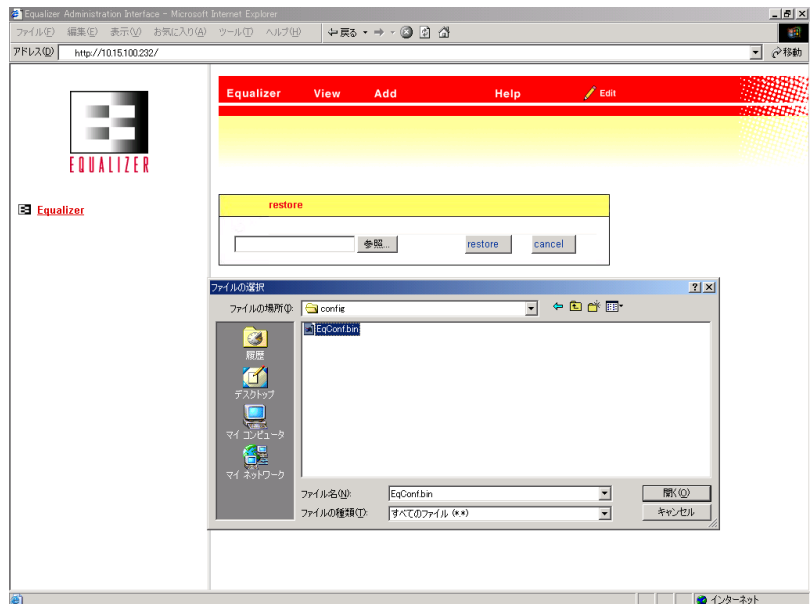 Equalizer Administration Interface - Microsoft Internet Explorer
ファイル(F) 編集(E) 表示(V) お気に入り(A) ツール(T) ヘルプ(H) 戻る
アドレス(D) http://10.15.100.232/ 移動
Equalizer View Add Help Edit
EQUALIZER
Equalizer
restore
参照... restore cancel
ファイルの選択
ファイルの場所(I): config
EqConf.bin
履歴
デスクトップ
マイ コンピュータ
マイ ネットワーク
ファイル名(N): EqConf.bin 開く(O)
ファイルの種類(T): すべてのファイル (*.*) キャンセル
インターネット